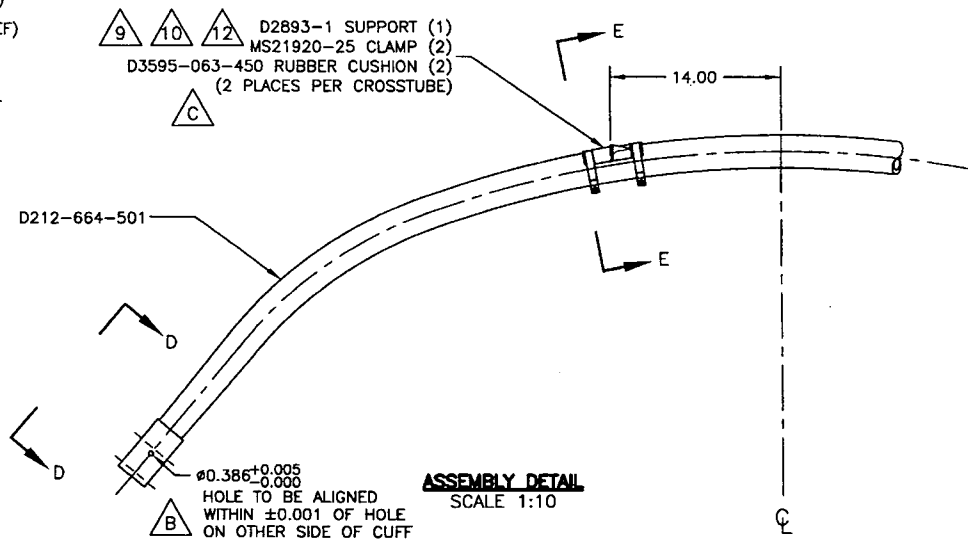 EF)
9 10 12 D2893-1 SUPPORT (1)
MS21920-25 CLAMP (2)
D3595-063-450 RUBBER CUSHION (2)
(2 PLACES PER CROSSTUBE)
C
E
14.00
D212-664-501
E
D
D
ø0.386 +0.005 -0.000
HOLE TO BE ALIGNED
WITHIN ±0.001 OF HOLE
ON OTHER SIDE OF CUFF
B
ASSEMBLY DETAIL
SCALE 1:10
℄